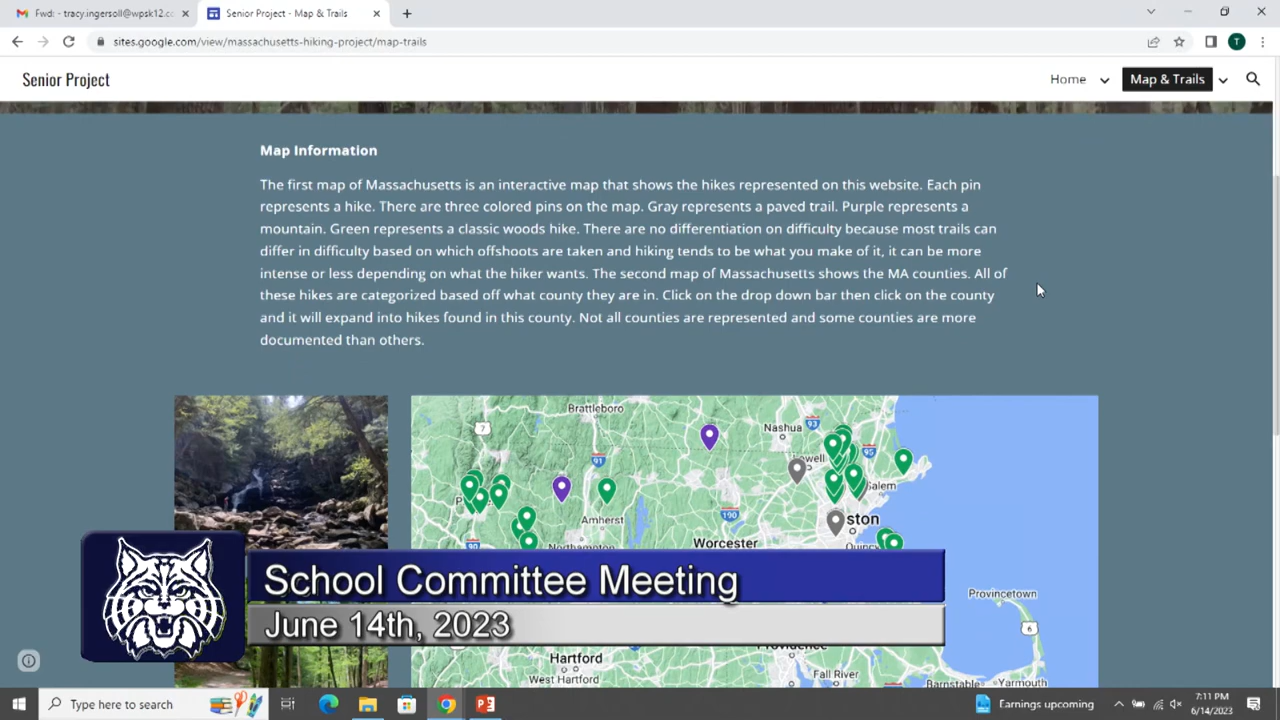 Fwd: - tracy.ingersoll@wpsk12.cc
Senior Project - Map & Trails
sites.google.com/view/massachusetts-hiking-project/map-trails
T
Senior Project
Home
Map & Trails
Map Information
The first map of Massachusetts is an interactive map that shows the hikes represented on this website. Each pin
represents a hike. There are three colored pins on the map. Gray represents a paved trail. Purple represents a
mountain. Green represents a classic woods hike. There are no differentiation on difficulty because most trails can
differ in difficulty based on which offshoots are taken and hiking tends to be what you make of it, it can be more
intense or less depending on what the hiker wants. The second map of Massachusetts shows the MA counties. All of
these hikes are categorized based off what county they are in. Click on the drop down bar then click on the county
and it will expand into hikes found in this county. Not all counties are represented and some counties are more
documented than others.
Brattleboro
7
Nashua
93
91
Lowell
95
Salem
Amherst
190
ston
Worcester
Quincy
90
Northampton
School Committee Meeting
June 14th, 2023
Provincetown
6
Providence
Hartford
West Hartford
Fall River
Barnstable
Yarmouth
Type here to search
Earnings upcoming
7:11 PM
6/14/2023